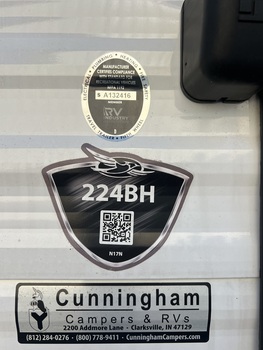 MANUFACTURER
CERTIFIES COMPLIANCE
S A132416
RV
INDUSTRY
224BH
N17N
Cunningham
Campers & RVs
2200 Addmore Lane • Clarksville, IN 47129
(812) 284-0276 • (800) 778-9411 • CunninghamCampers.com